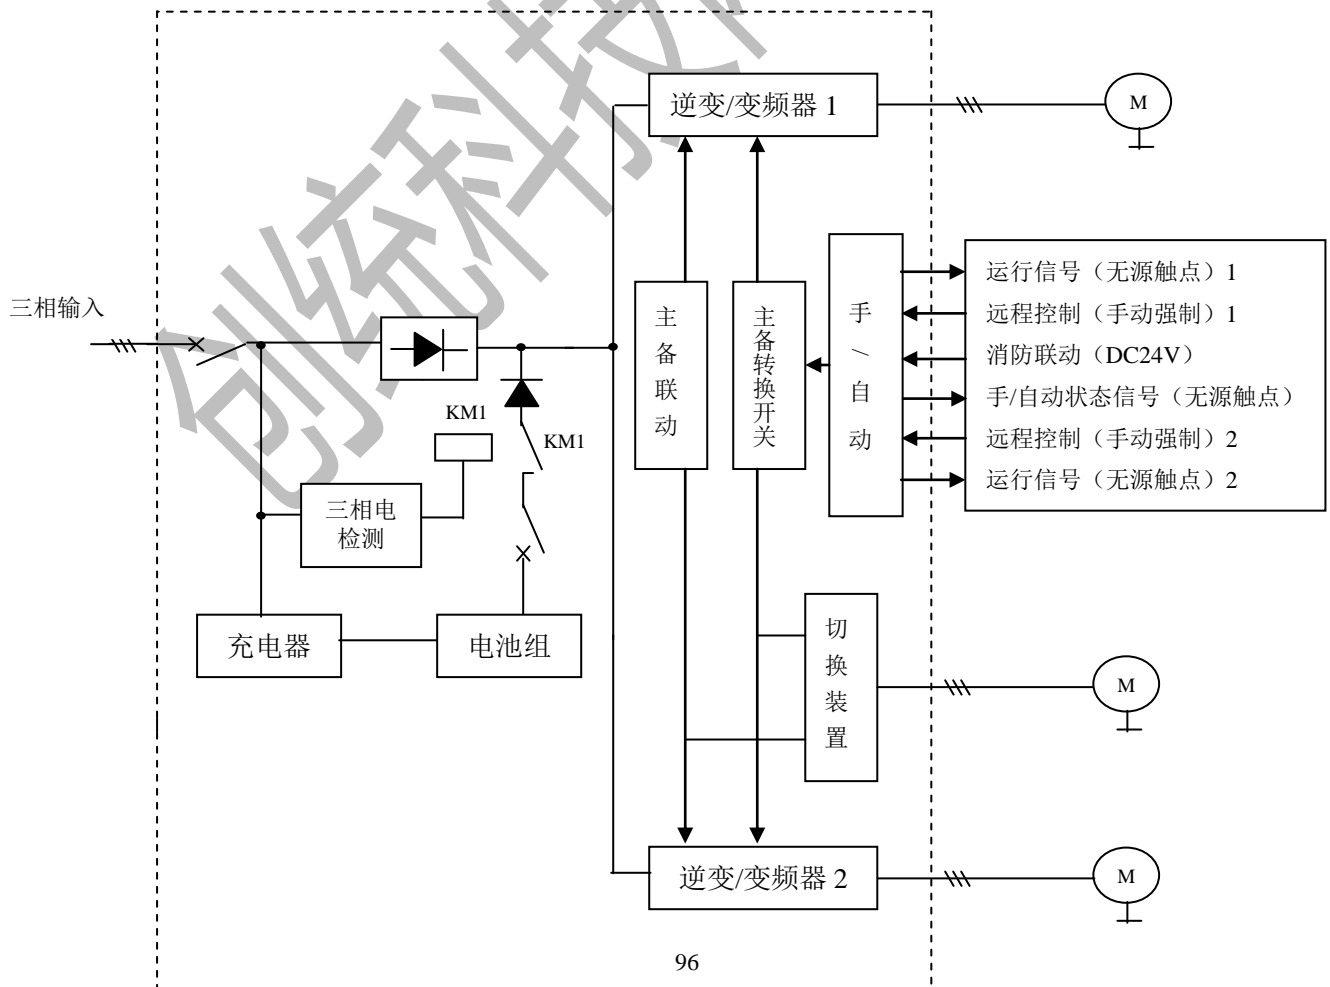 创统科技
逆变/变频器 1
M
三相输入
主备联动
主备转换开关
手/自动
运行信号（无源触点）1
远程控制（手动强制）1
消防联动（DC24V）
手/自动状态信号（无源触点）
远程控制（手动强制）2
运行信号（无源触点）2
KM1
KM1
三相电
检测
充电器
电池组
切换装置
M
逆变/变频器 2
M
96